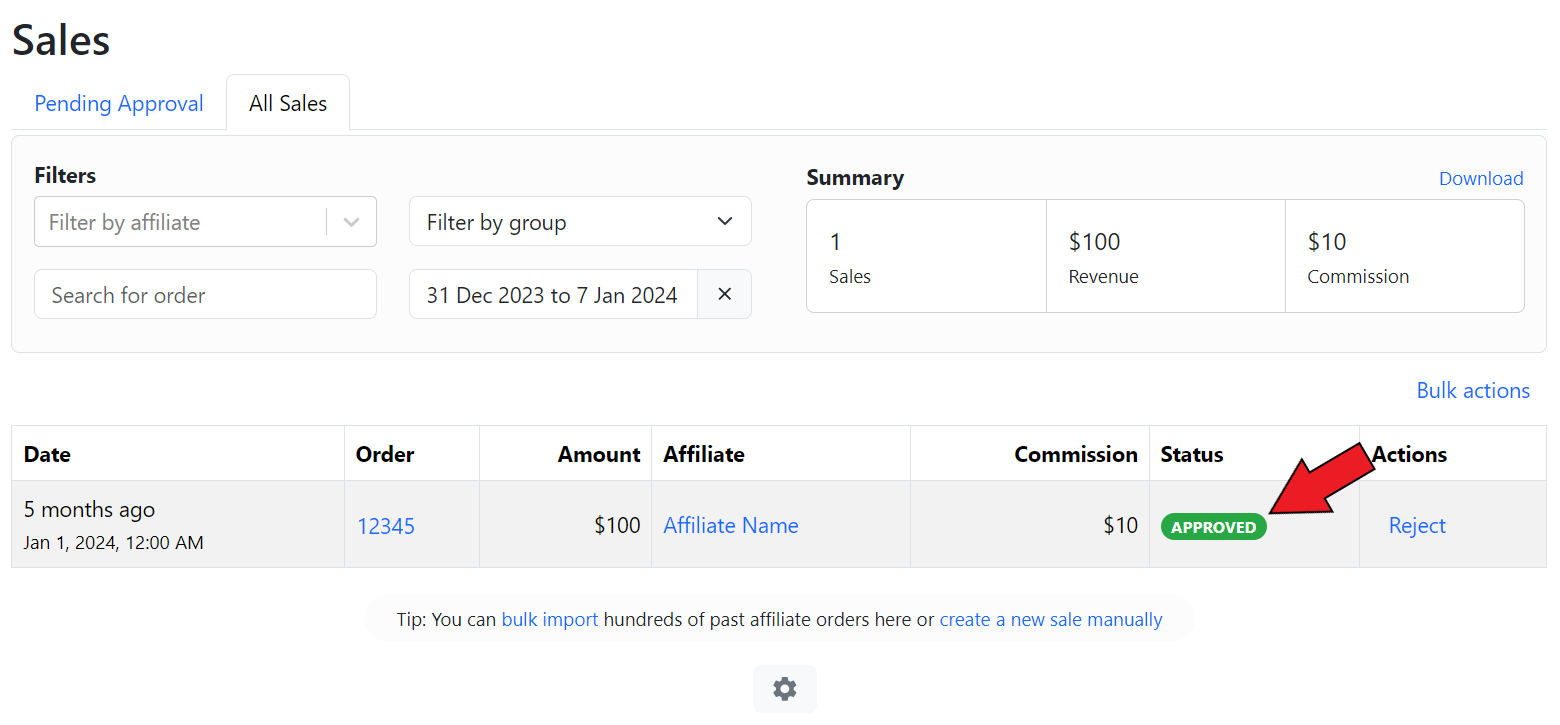 Sales
Pending Approval All Sales
Filters
Filter by affiliate Filter by group
Search for order 31 Dec 2023 to 7 Jan 2024
Summary Download
1 $100 $10
Sales Revenue Commission
Bulk actions
Date Order Amount Affiliate Commission Status Actions
5 months ago
Jan 1, 2024, 12:00 AM
12345 $100 Affiliate Name $10 APPROVED Reject
Tip: You can bulk import hundreds of past affiliate orders here or create a new sale manually